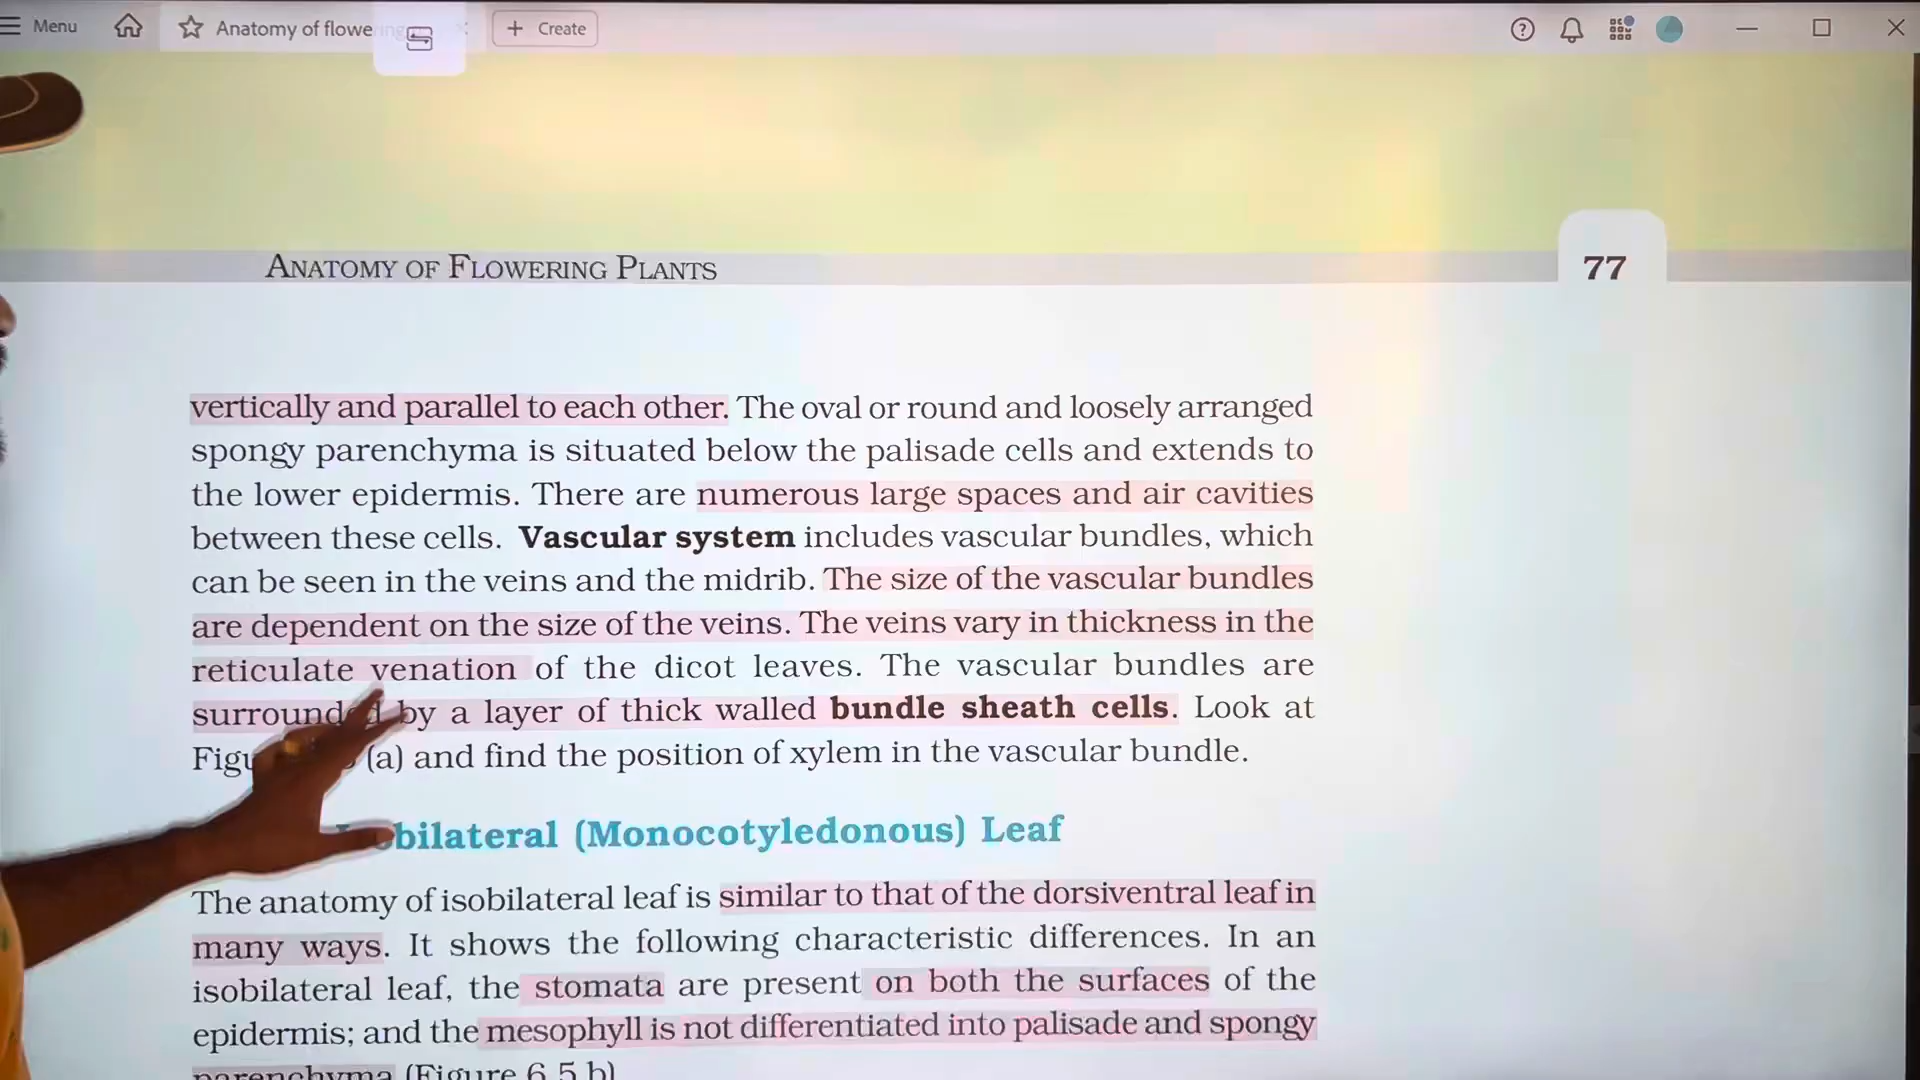 Menu
Anatomy of flowe
+ Create
ANATOMY OF FLOWERING PLANTS
77
vertically and parallel to each other. The oval or round and loosely arranged
spongy parenchyma is situated below the palisade cells and extends to
the lower epidermis. There are numerous large spaces and air cavities
between these cells. Vascular system includes vascular bundles, which
can be seen in the veins and the midrib. The size of the vascular bundles
are dependent on the size of the veins. The veins vary in thickness in the
reticulate venation of the dicot leaves. The vascular bundles are
surrounded by a layer of thick walled bundle sheath cells. Look at
(a) and find the position of xylem in the vascular bundle.
bilateral (Monocotyledonous) Leaf
The anatomy of isobilateral leaf is similar to that of the dorsiventral leaf in
many ways. It shows the following characteristic differences. In an
isobilateral leaf, the stomata are present on both the surfaces of the
epidermis; and the mesophyll is not differentiated into palisade and spongy
parenchyma (Figure 6.5 b)